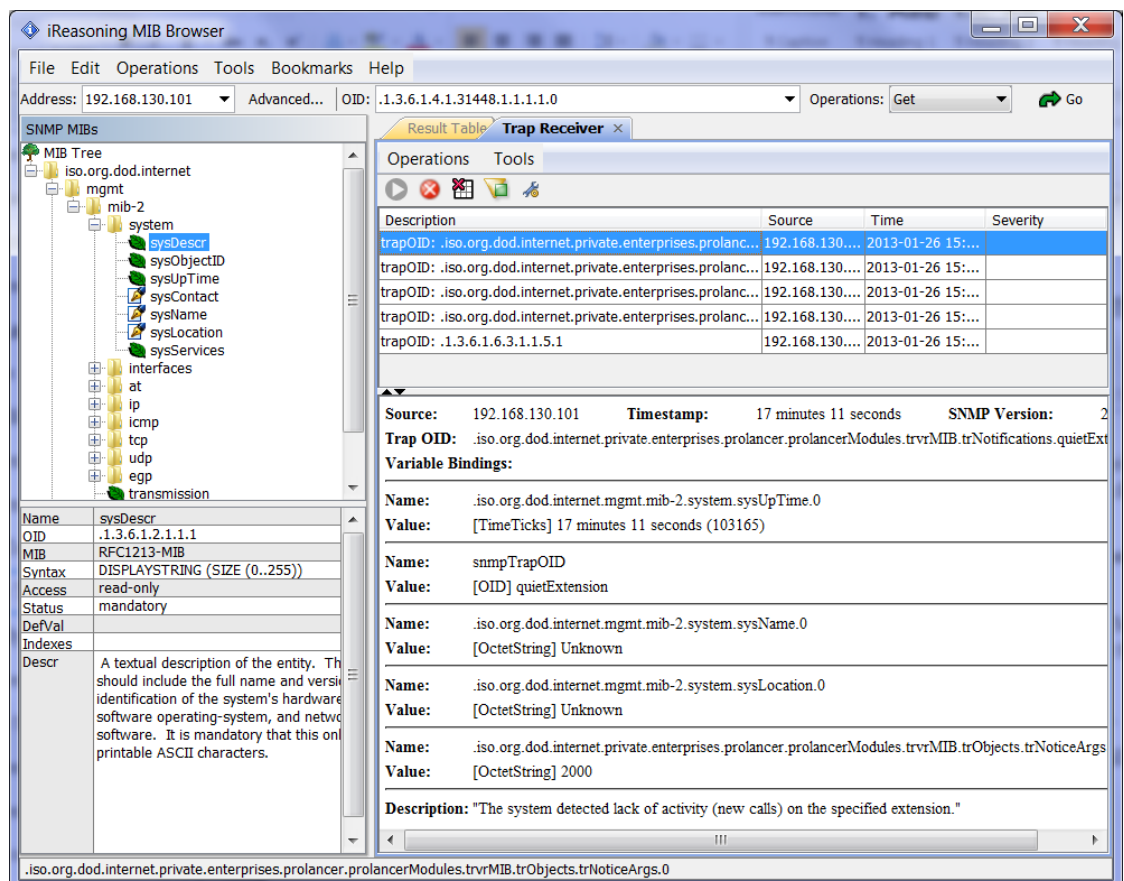 iReasoning MIB Browser
File Edit Operations Tools Bookmarks Help
Address: 192.168.130.101 Advanced... OID: .1.3.6.1.4.1.31448.1.1.1.1.0 Operations: Get Go
SNMP MIBs
MIB Tree
iso.org.dod.internet
mgmt
mib-2
system
sysDescr
sysObjectID
sysUpTime
sysContact
sysName
sysLocation
sysServices
interfaces
at
ip
icmp
tcp
udp
egp
transmission
Name sysDescr
OID .1.3.6.1.2.1.1.1
MIB RFC1213-MIB
Syntax DISPLAYSTRING (SIZE (0..255))
Access read-only
Status mandatory
DefVal
Indexes
Descr A textual description of the entity. Th
should include the full name and versi
identification of the system's hardware
software operating-system, and netwo
software. It is mandatory that this onl
printable ASCII characters.
Result Table Trap Receiver
Operations Tools
Description Source Time Severity
trapOID: .iso.org.dod.internet.private.enterprises.prolanc... 192.168.130.... 2013-01-26 15:...
trapOID: .iso.org.dod.internet.private.enterprises.prolanc... 192.168.130.... 2013-01-26 15:...
trapOID: .iso.org.dod.internet.private.enterprises.prolanc... 192.168.130.... 2013-01-26 15:...
trapOID: .iso.org.dod.internet.private.enterprises.prolanc... 192.168.130.... 2013-01-26 15:...
trapOID: .1.3.6.1.6.3.1.1.5.1 192.168.130.... 2013-01-26 15:...
Source: 192.168.130.101 Timestamp: 17 minutes 11 seconds SNMP Version: 2
Trap OID: .iso.org.dod.internet.private.enterprises.prolancer.prolancerModules.trvrMIB.trNotifications.quietExt
Variable Bindings:
Name: .iso.org.dod.internet.mgmt.mib-2.system.sysUpTime.0
Value: [TimeTicks] 17 minutes 11 seconds (103165)
Name: snmpTrapOID
Value: [OID] quietExtension
Name: .iso.org.dod.internet.mgmt.mib-2.system.sysName.0
Value: [OctetString] Unknown
Name: .iso.org.dod.internet.mgmt.mib-2.system.sysLocation.0
Value: [OctetString] Unknown
Name: .iso.org.dod.internet.private.enterprises.prolancer.prolancerModules.trvrMIB.trObjects.trNoticeArgs
Value: [OctetString] 2000
Description: "The system detected lack of activity (new calls) on the specified extension."
.iso.org.dod.internet.private.enterprises.prolancer.prolancerModules.trvrMIB.trObjects.trNoticeArgs.0